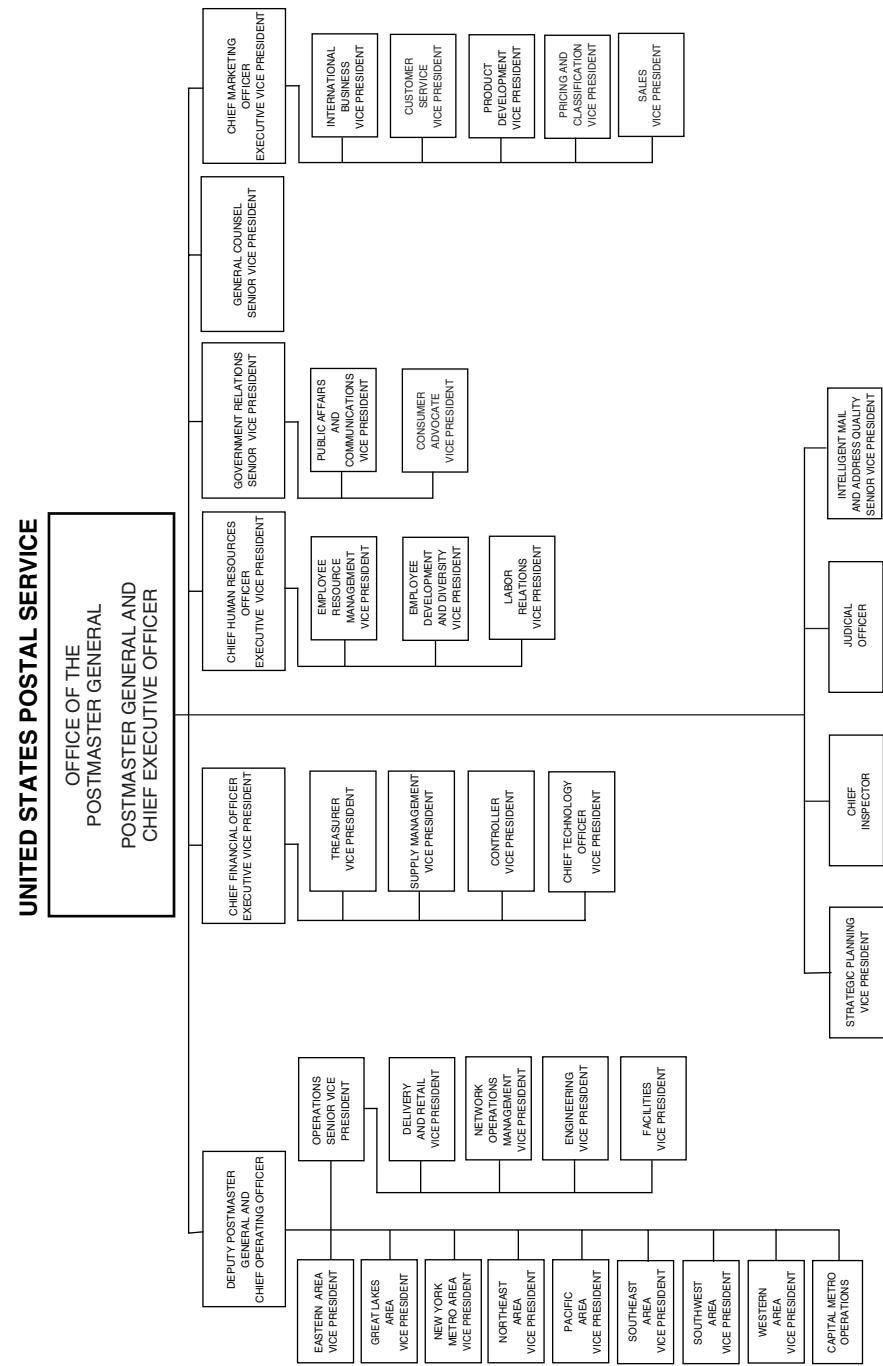 UNITED STATES POSTAL SERVICE
OFFICE OF THE
POSTMASTER GENERAL
POSTMASTER GENERAL AND
CHIEF EXECUTIVE OFFICER
DEPUTY POSTMASTER
GENERAL AND
CHIEF OPERATING OFFICER
CHIEF FINANCIAL OFFICER
EXECUTIVE VICE PRESIDENT
CHIEF HUMAN RESOURCES
OFFICER
EXECUTIVE VICE PRESIDENT
GOVERNMENT RELATIONS
SENIOR VICE PRESIDENT
GENERAL COUNSEL
SENIOR VICE PRESIDENT
CHIEF MARKETING
OFFICER
EXECUTIVE VICE PRESIDENT
EASTERN AREA
VICE PRESIDENT
GREAT LAKES
AREA
VICE PRESIDENT
NEW YORK
METRO AREA
VICE PRESIDENT
NORTHEAST
AREA
VICE PRESIDENT
PACIFIC
AREA
VICE PRESIDENT
SOUTHEAST
AREA
VICE PRESIDENT
SOUTHWEST
AREA
VICE PRESIDENT
WESTERN
AREA
VICE PRESIDENT
CAPITAL METRO
OPERATIONS
OPERATIONS
SENIOR VICE
PRESIDENT
DELIVERY
AND RETAIL
VICE PRESIDENT
NETWORK
OPERATIONS
MANAGEMENT
VICE PRESIDENT
ENGINEERING
VICE PRESIDENT
FACILITIES
VICE PRESIDENT
TREASURER
VICE PRESIDENT
SUPPLY MANAGEMENT
VICE PRESIDENT
CONTROLLER
VICE PRESIDENT
CHIEF TECHNOLOGY
OFFICER
VICE PRESIDENT
EMPLOYEE
RESOURCE
MANAGEMENT
VICE PRESIDENT
EMPLOYEE
DEVELOPMENT
AND DIVERSITY
VICE PRESIDENT
LABOR
RELATIONS
VICE PRESIDENT
PUBLIC AFFAIRS
AND
COMMUNICATIONS
VICE PRESIDENT
CONSUMER
ADVOCATE
VICE PRESIDENT
INTERNATIONAL
BUSINESS
VICE PRESIDENT
CUSTOMER
SERVICE
VICE PRESIDENT
PRODUCT
DEVELOPMENT
VICE PRESIDENT
PRICING AND
CLASSIFICATION
VICE PRESIDENT
SALES
VICE PRESIDENT
STRATEGIC PLANNING
VICE PRESIDENT
CHIEF
INSPECTOR
JUDICIAL
OFFICER
INTELLIGENT MAIL
AND ADDRESS QUALITY
SENIOR VICE PRESIDENT